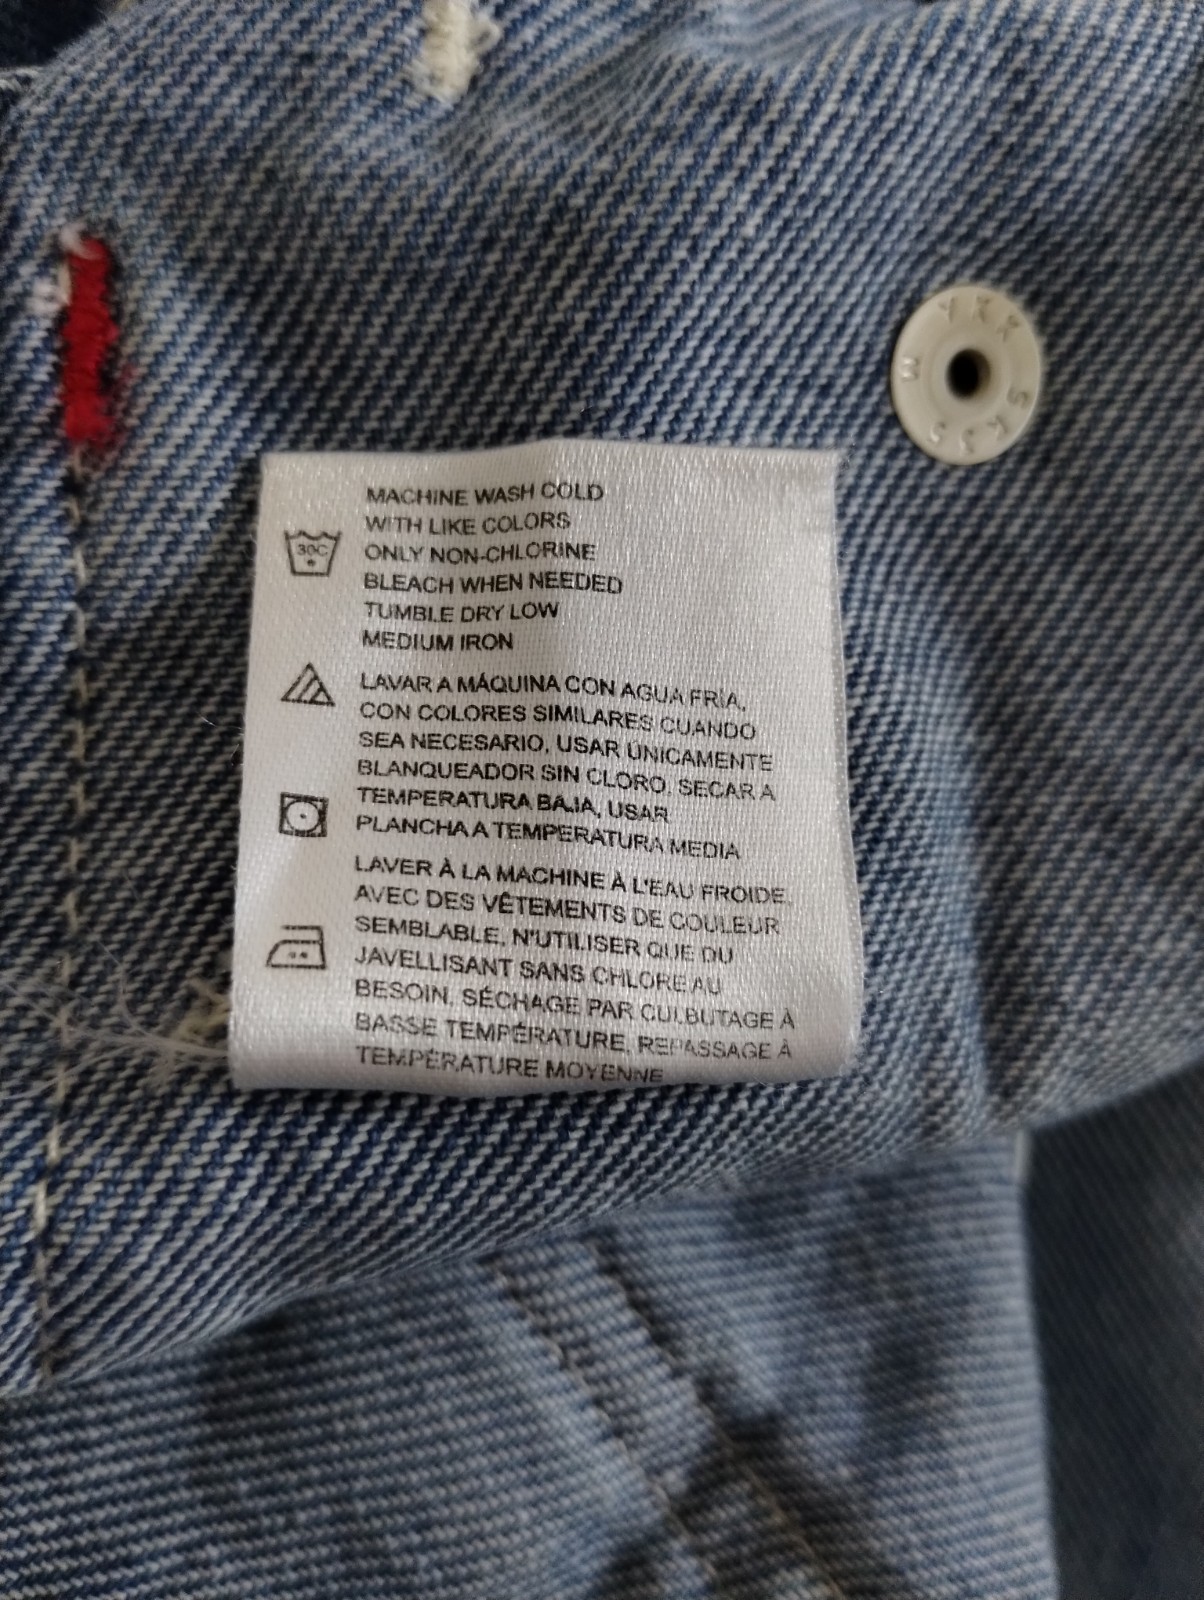 YKK
SK35
M
MACHINE WASH COLD
WITH LIKE COLORS
30C
ONLY NON-CHLORINE
BLEACH WHEN NEEDED
TUMBLE DRY LOW
MEDIUM IRON
LAVAR A MÁQUINA CON AGUA FRÍA,
CON COLORES SIMILARES CUANDO
SEA NECESARIO, USAR ÚNICAMENTE
BLANQUEADOR SIN CLORO, SECAR A
TEMPERATURA BAJA, USAR
PLANCHA A TEMPERATURA MEDIA
LAVER À LA MACHINE À L'EAU FROIDE,
AVEC DES VÊTEMENTS DE COULEUR
SEMBLABLE, N'UTILISER QUE DU
JAVELLISANT SANS CHLORE AU
BESOIN, SÉCHAGE PAR CULBUTAGE À
BASSE TEMPÉRATURE, REPASSAGE À
TEMPÉRATURE MOYENNE